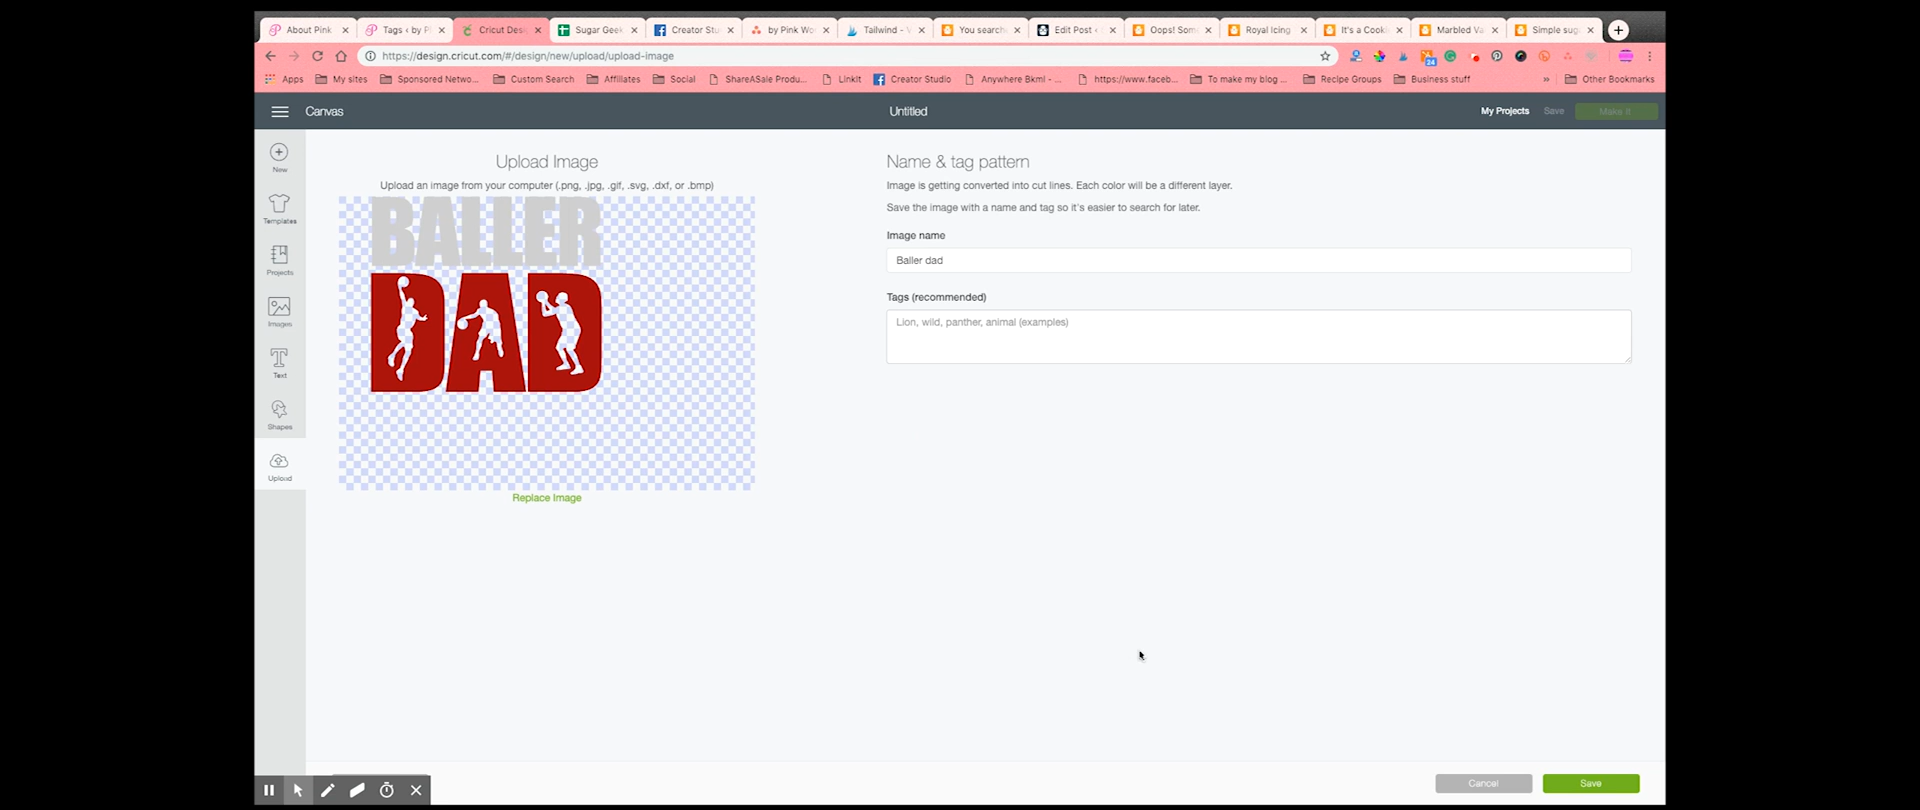 About Pink
Tags ‹ by P
Cricut Des
Sugar Geek
Creator Stu
by Pink Wo
Tailwind - V
You search
Edit Post ‹
Oops! Som
Royal Icing
It's a Cooki
Marbled Va
Simple sug
https://design.cricut.com/#/design/new/upload/upload-image
24
Apps
My sites
Sponsored Netwo...
Custom Search
Affiliates
Social
ShareASale Produ...
LinkIt
Creator Studio
Anywhere Bkml - ...
https://www.faceb...
To make my blog ...
Recipe Groups
Business stuff
»
Other Bookmarks
Canvas
Untitled
My Projects
Save
Make It
New
Templates
Projects
Images
Text
Shapes
Upload
Upload Image
Upload an image from your computer (.png, .jpg, .gif, .svg, .dxf, or .bmp)
BALLER
DAD
Replace Image
Name & tag pattern
Image is getting converted into cut lines. Each color will be a different layer.
Save the image with a name and tag so it's easier to search for later.
Image name
Baller dad
Tags (recommended)
Lion, wild, panther, animal (examples)
Cancel
Save